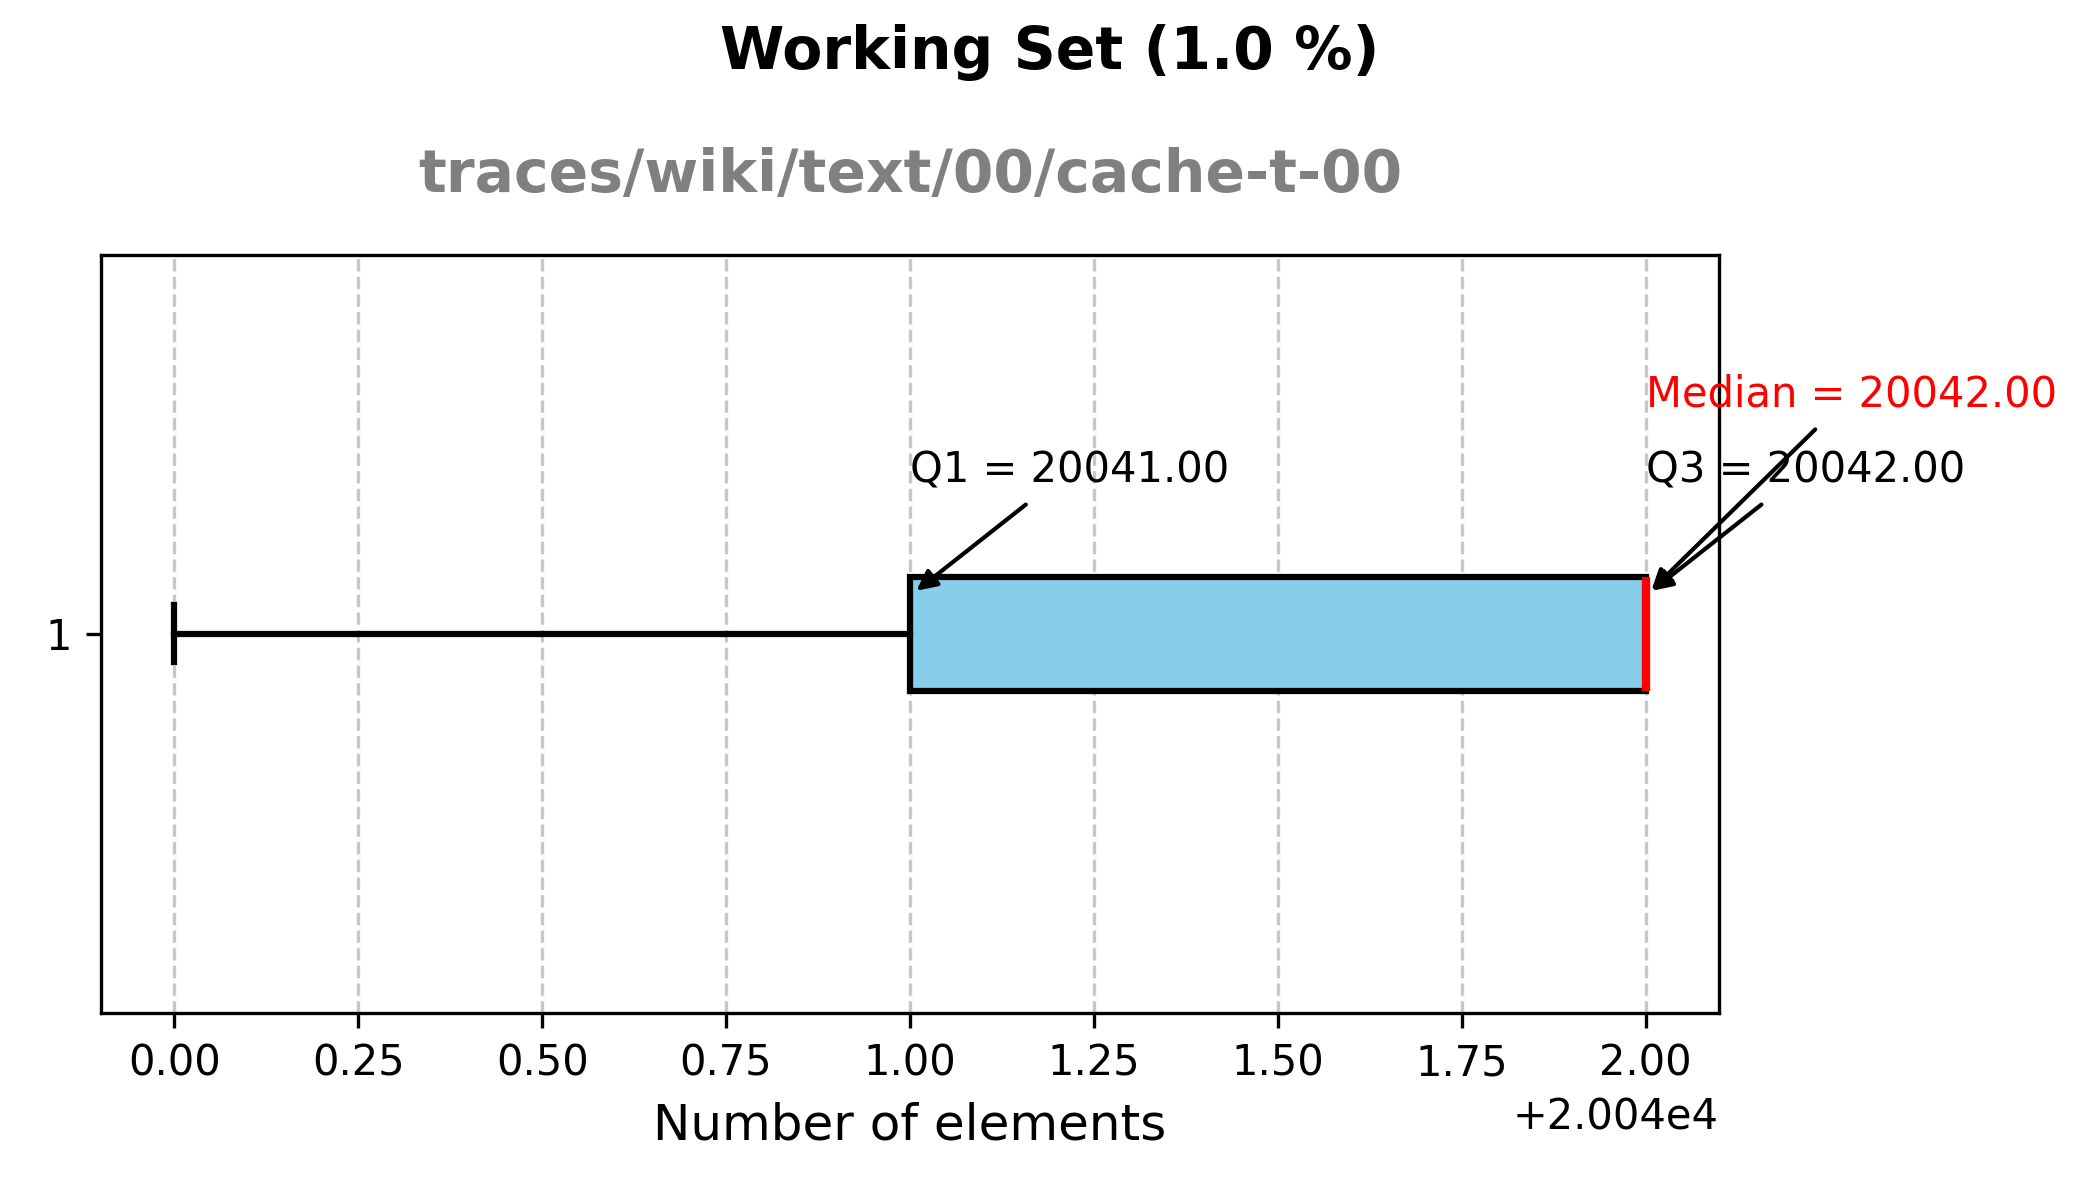 Working Set (1.0 %)
traces/wiki/text/00/cache-t-00
Median = 20042.00
Q1 = 20041.00
Q3 = 20042.00
1
0.00 0.25 0.50 0.75 1.00 1.25 1.50 1.75 2.00
+2.004e4
Number of elements